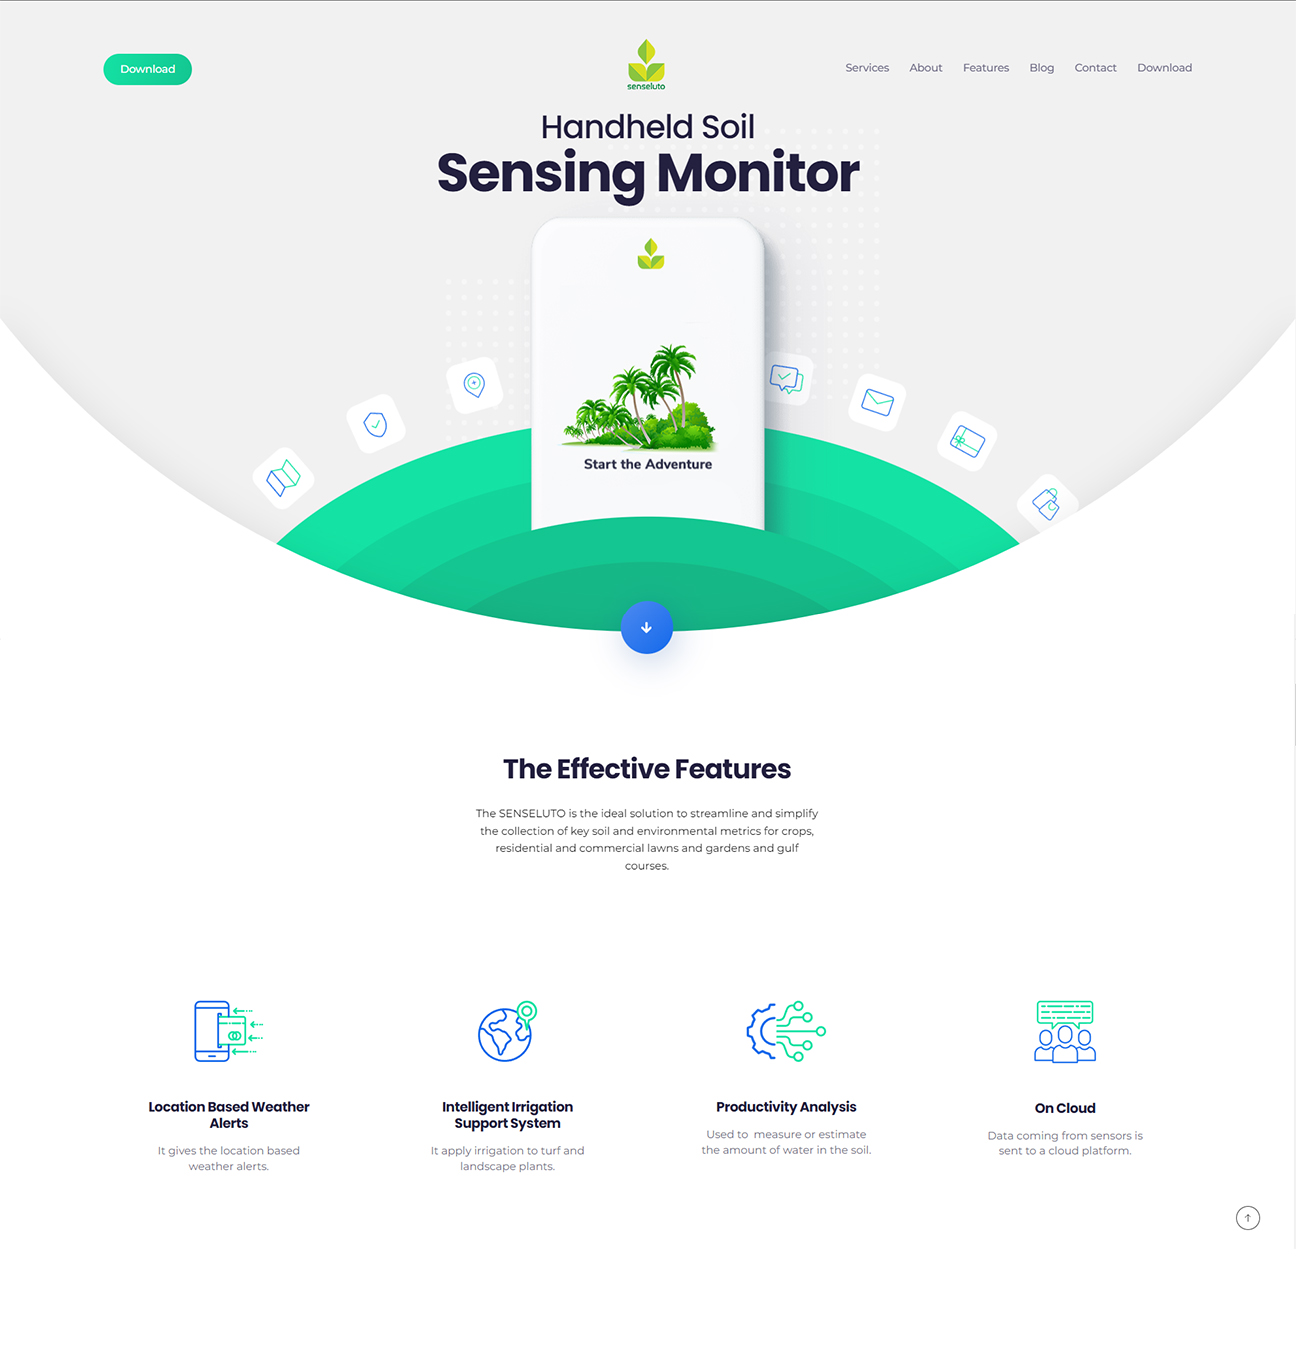 Download
senseluto
Services About Features Blog Contact Download
Handheld Soil
Sensing Monitor
Start the Adventure
The Effective Features
The SENSELUTO is the ideal solution to streamline and simplify
the collection of key soil and environmental metrics for crops,
residential and commercial lawns and gardens and gulf
courses.
Location Based Weather
Alerts
It gives the location based
weather alerts.
Intelligent Irrigation
Support System
It apply irrigation to turf and
landscape plants.
Productivity Analysis
Used to  measure or estimate
the amount of water in the soil.
On Cloud
Data coming from sensors is
sent to a cloud platform.